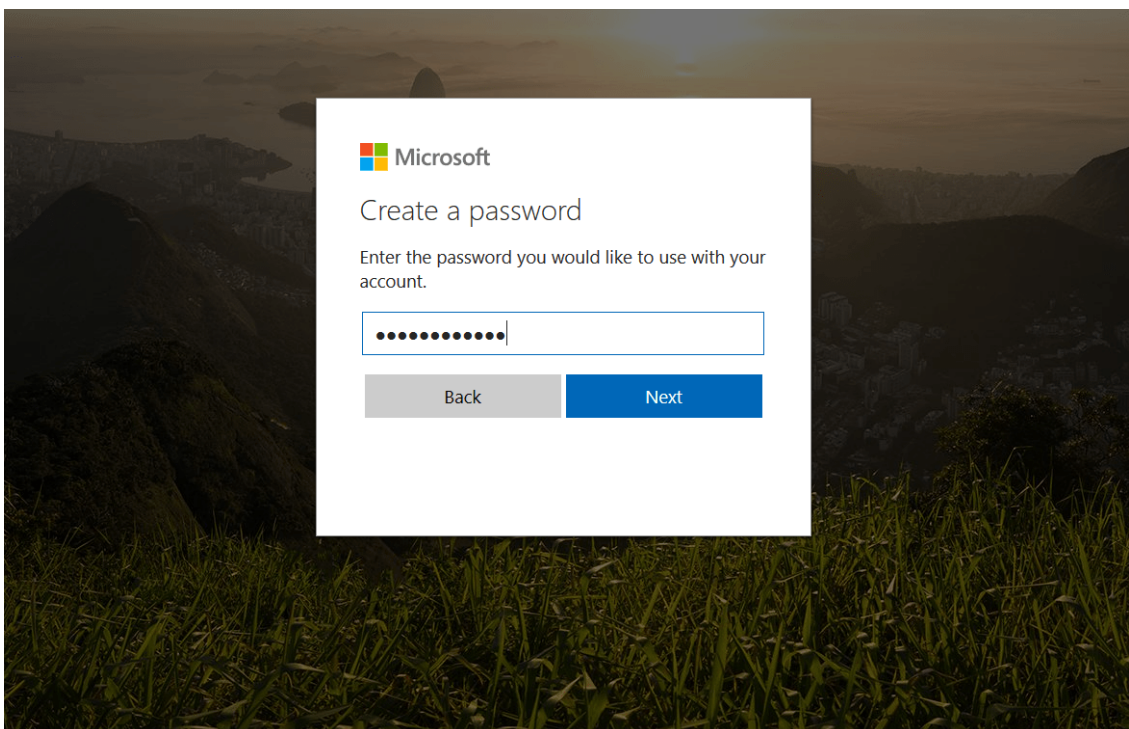 Microsoft
Create a password
Enter the password you would like to use with your
account.
••••••••••••
Back
Next